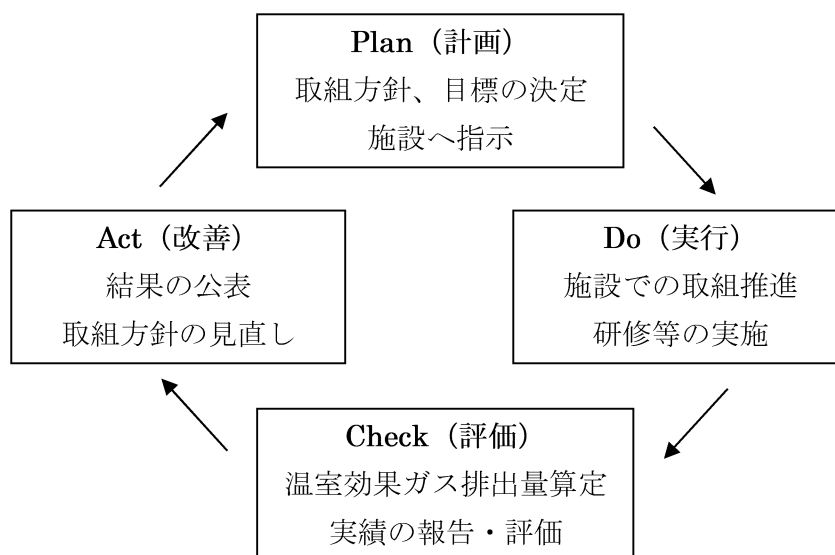 Plan（計画）
取組方針、目標の決定
施設へ指示
Act（改善）
結果の公表
取組方針の見直し
Do（実行）
施設での取組推進
研修等の実施
Check（評価）
温室効果ガス排出量算定
実績の報告・評価